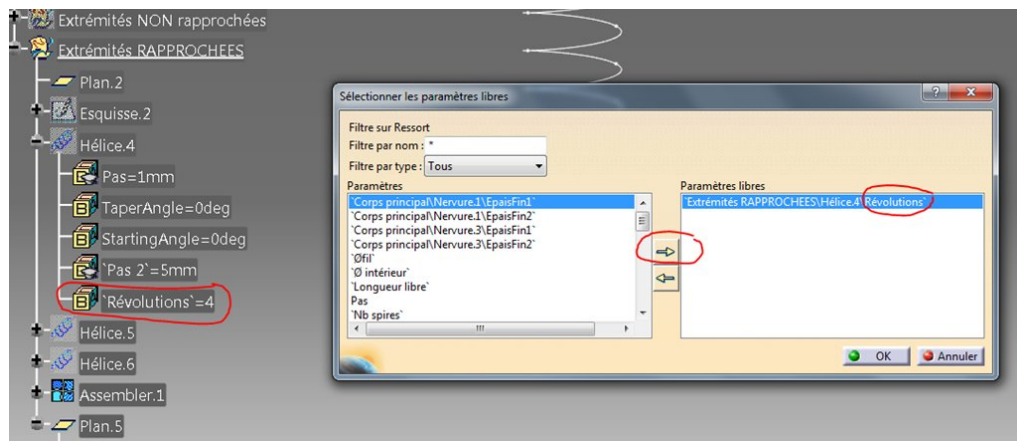 Extrémités NON rapprochées
Extrémités RAPPROCHEES
Plan.2
Esquisse.2
Hélice.4
Pas=1mm
TaperAngle=0deg
StartingAngle=0deg
`Pas 2`=5mm
`Révolutions`=4
Hélice.5
Hélice.6
Assembler.1
Plan.5
Sélectionner les paramètres libres
Filtre sur Ressort
Filtre par nom : *
Filtre par type : Tous
Paramètres
`Corps principal\Nervure.1\EpaisFin1`
`Corps principal\Nervure.1\EpaisFin2`
`Corps principal\Nervure.3\EpaisFin1`
`Corps principal\Nervure.3\EpaisFin2`
`Øfil`
`Ø intérieur`
`Longueur libre`
Pas
`Nb spires`
Paramètres libres
`Extrémités RAPPROCHEES\Hélice.4\Révolutions`
OK
Annuler